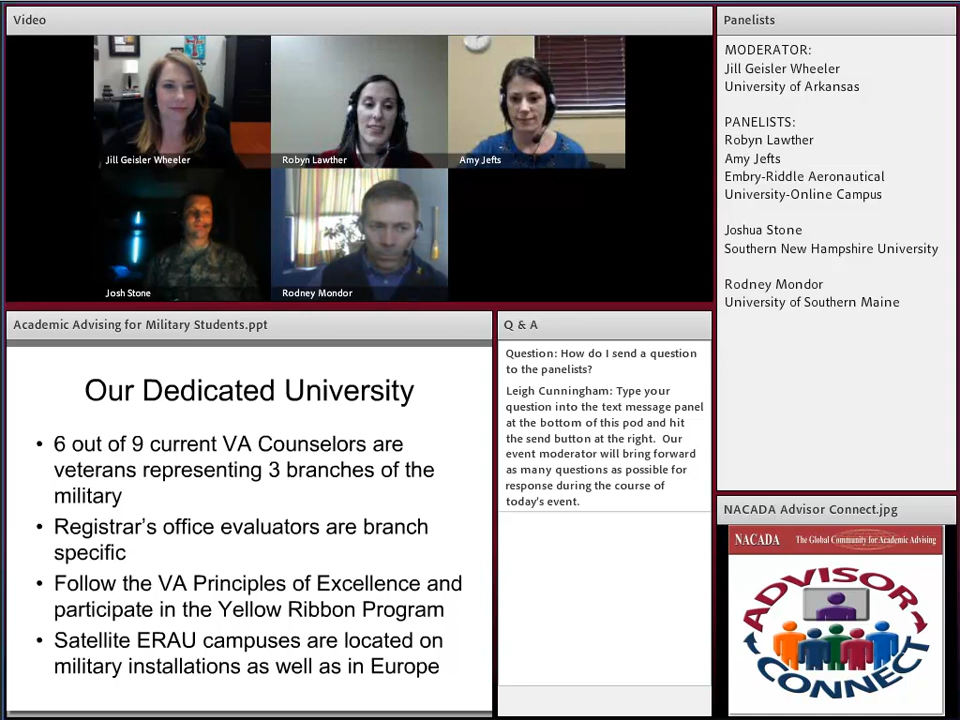 Video
Jill Geisler Wheeler
Robyn Lawther
Amy Jefts
Josh Stone
Rodney Mondor
Panelists
MODERATOR:
Jill Geisler Wheeler
University of Arkansas
PANELISTS:
Robyn Lawther
Amy Jefts
Embry-Riddle Aeronautical
University-Online Campus
Joshua Stone
Southern New Hampshire University
Rodney Mondor
University of Southern Maine
Academic Advising for Military Students.ppt
Our Dedicated University
• 6 out of 9 current VA Counselors are
veterans representing 3 branches of the
military
• Registrar's office evaluators are branch
specific
• Follow the VA Principles of Excellence and
participate in the Yellow Ribbon Program
• Satellite ERAU campuses are located on
military installations as well as in Europe
Q & A
Question: How do I send a question
to the panelists?
Leigh Cunningham: Type your
question into the text message panel
at the bottom of this pod and hit
the send button at the right. Our
event moderator will bring forward
as many questions as possible for
response during the course of
today's event.
NACADA Advisor Connect.jpg
NACADA The Global Community for Academic Advising
ADVISOR
CONNECT